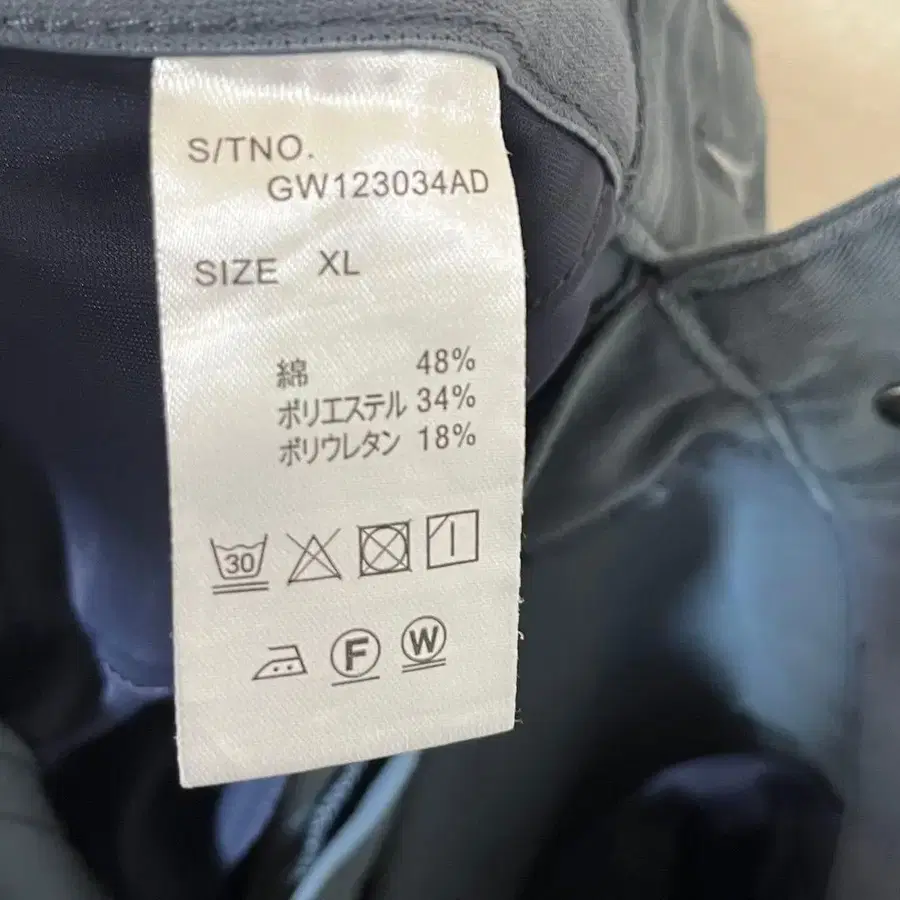 S/TNO.
GW123034AD
SIZE XL
綿 48%
ポリエステル 34%
ポリウレタン 18%
30
F W